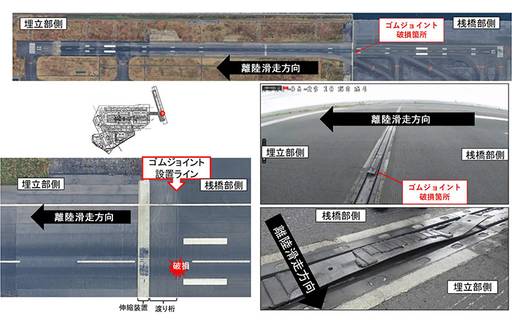 埋立部側
ゴムジョイント
破損箇所
桟橋部側
離陸滑走方向
離陸滑走方向
埋立部側
桟橋部側
ゴムジョイント
破損箇所
ゴムジョイント
設置ライン
埋立部側
桟橋部側
離陸滑走方向
破損
伸縮装置
渡り桁
桟橋部側
離陸滑走方向
埋立部側